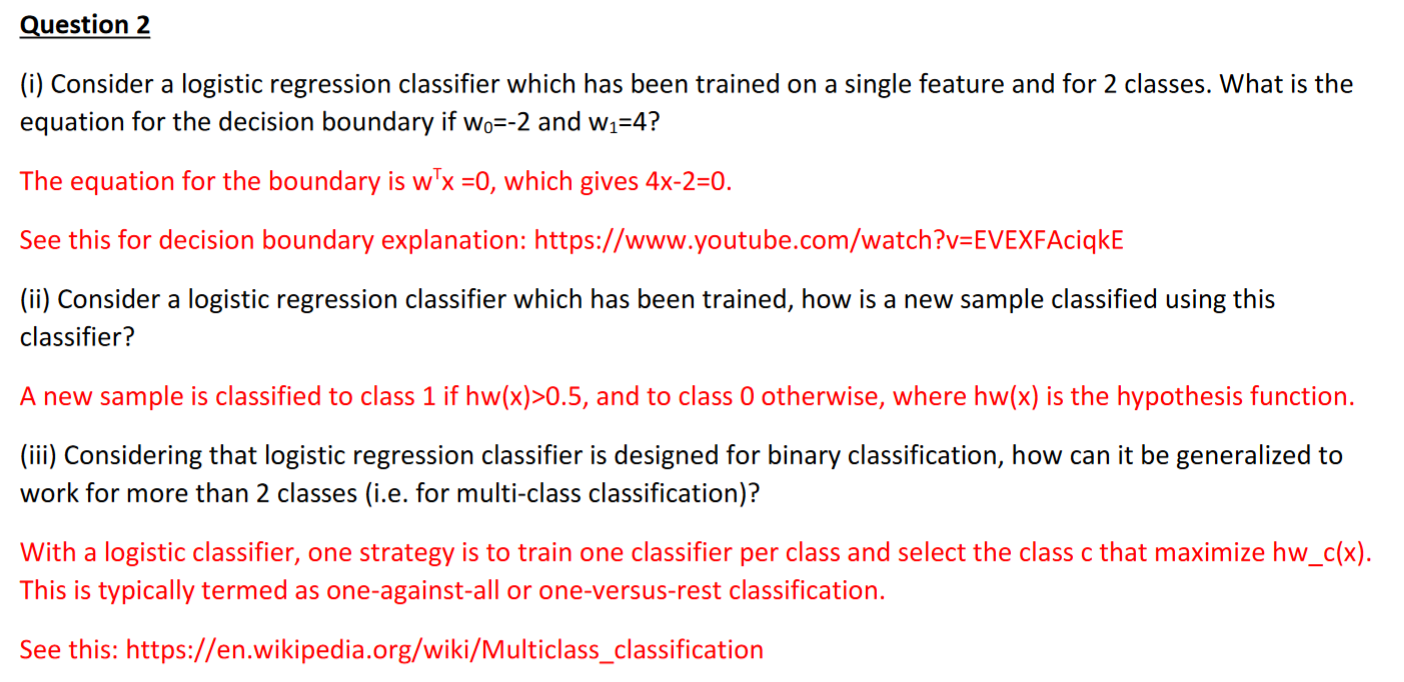 Question 2
(i) Consider a logistic regression classifier which has been trained on a single feature and for 2 classes. What is the
equation for the decision boundary if w₀=-2 and w₁=4?
The equation for the boundary is wᵀx =0, which gives 4x-2=0.
See this for decision boundary explanation: https://www.youtube.com/watch?v=EVEXFAciqkE
(ii) Consider a logistic regression classifier which has been trained, how is a new sample classified using this
classifier?
A new sample is classified to class 1 if hw(x)>0.5, and to class 0 otherwise, where hw(x) is the hypothesis function.
(iii) Considering that logistic regression classifier is designed for binary classification, how can it be generalized to
work for more than 2 classes (i.e. for multi-class classification)?
With a logistic classifier, one strategy is to train one classifier per class and select the class c that maximize hw_c(x).
This is typically termed as one-against-all or one-versus-rest classification.
See this: https://en.wikipedia.org/wiki/Multiclass_classification